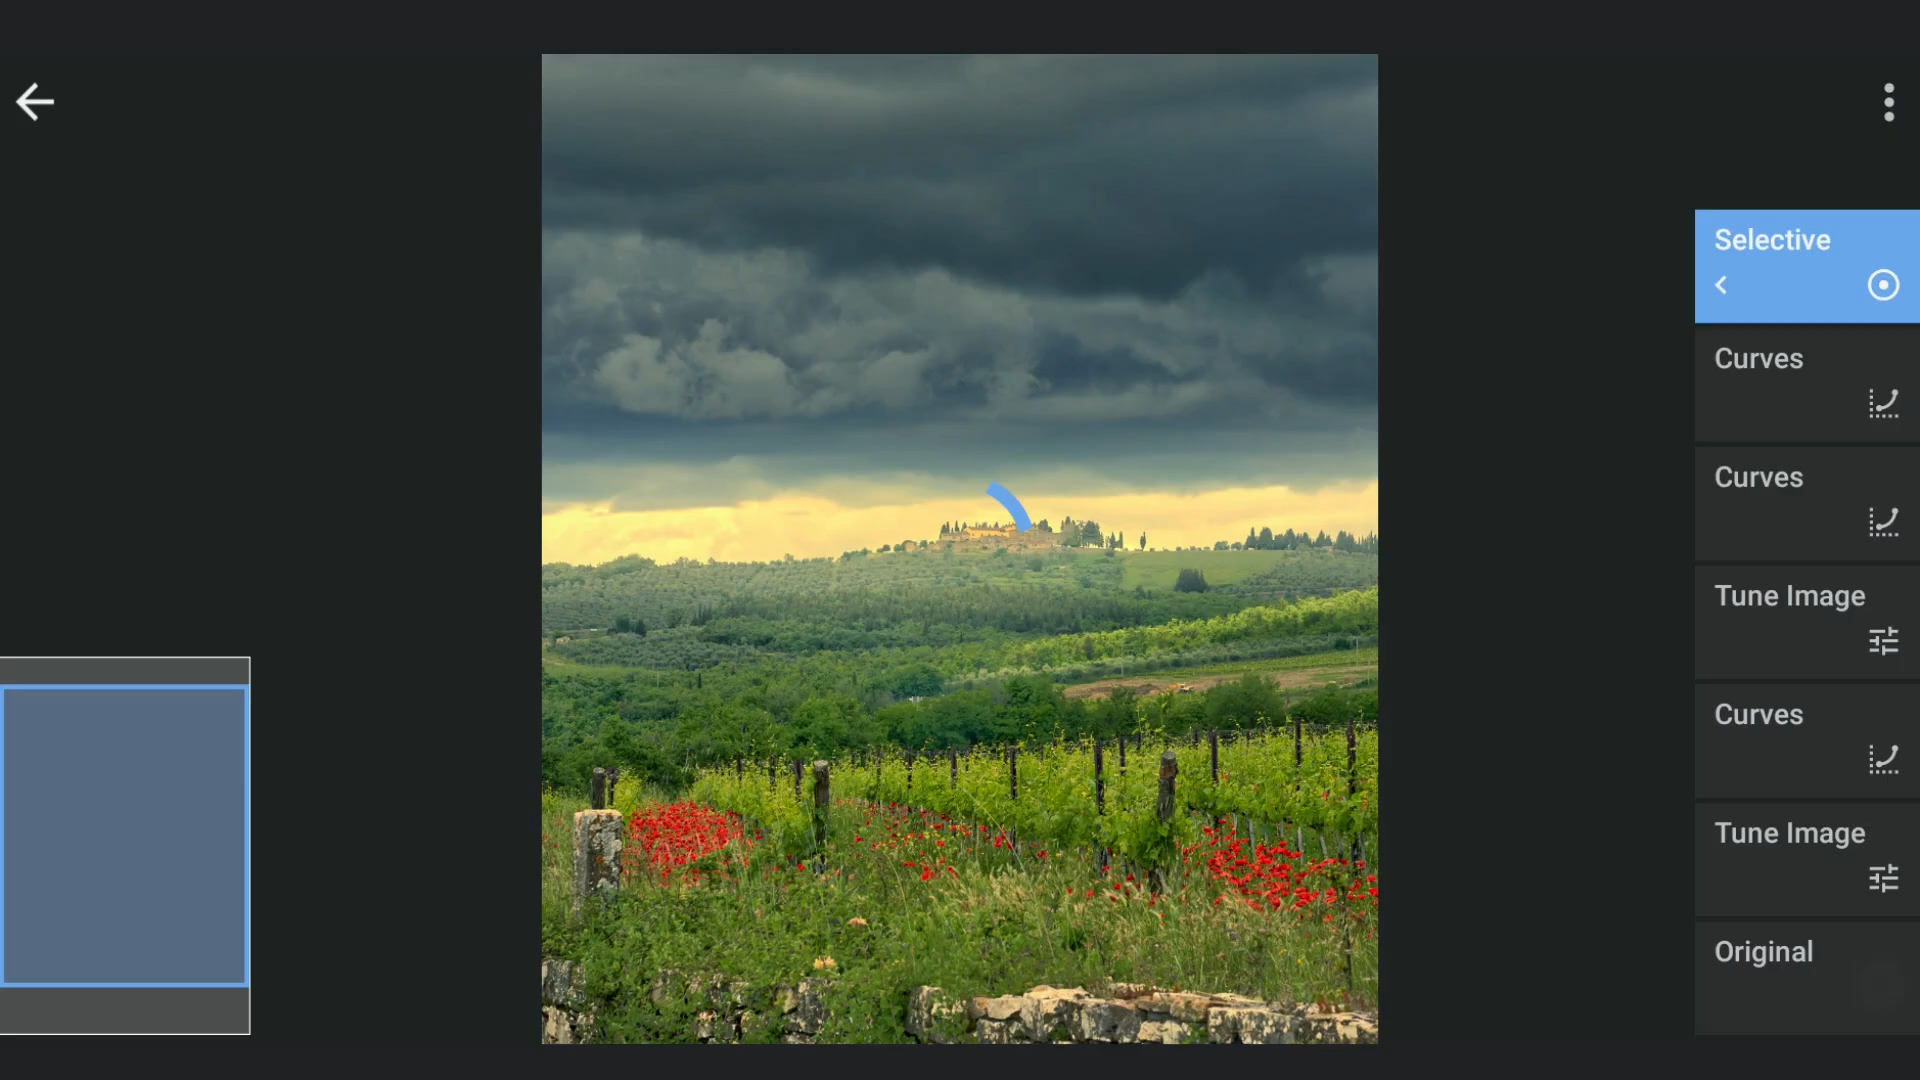 Selective
Curves
Curves
Tune Image
Curves
Tune Image
Original